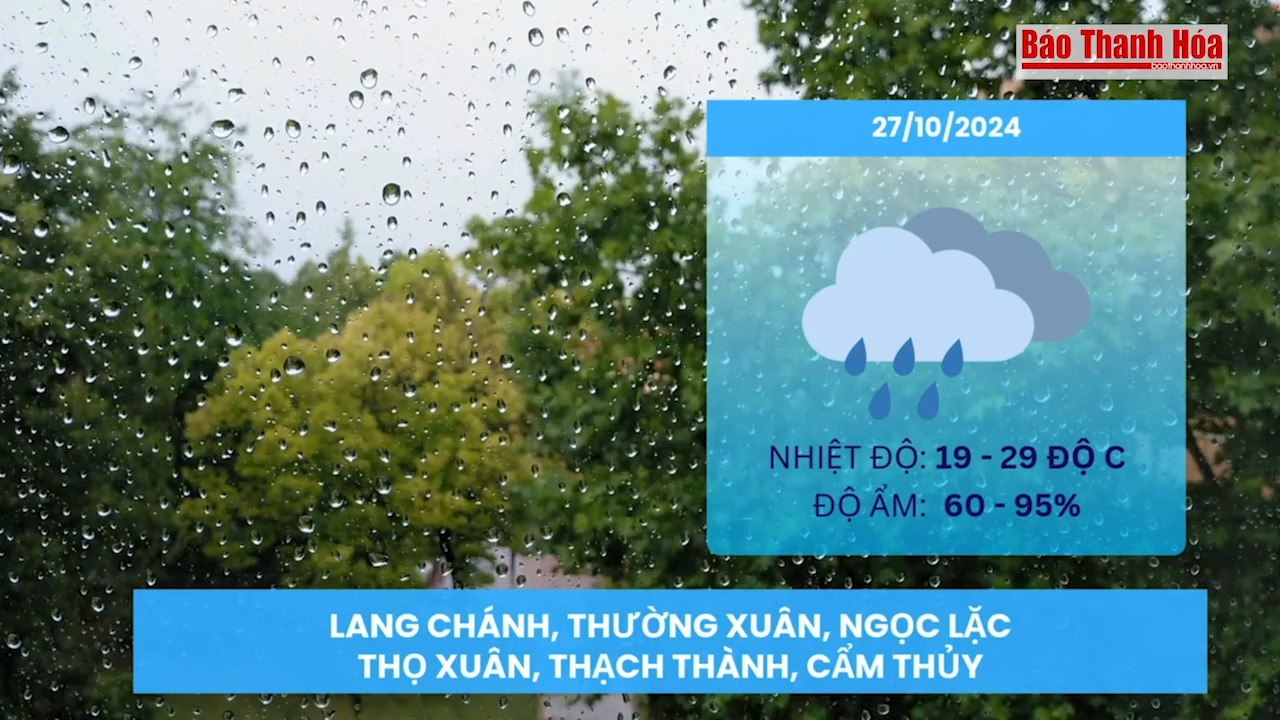 Báo Thanh Hóa
baothanhhoa.vn
27/10/2024
NHIỆT ĐỘ: 19 - 29 ĐỘ C
ĐỘ ẨM: 60 - 95%
LANG CHÁNH, THƯỜNG XUÂN, NGỌC LẶC
THỌ XUÂN, THẠCH THÀNH, CẨM THỦY